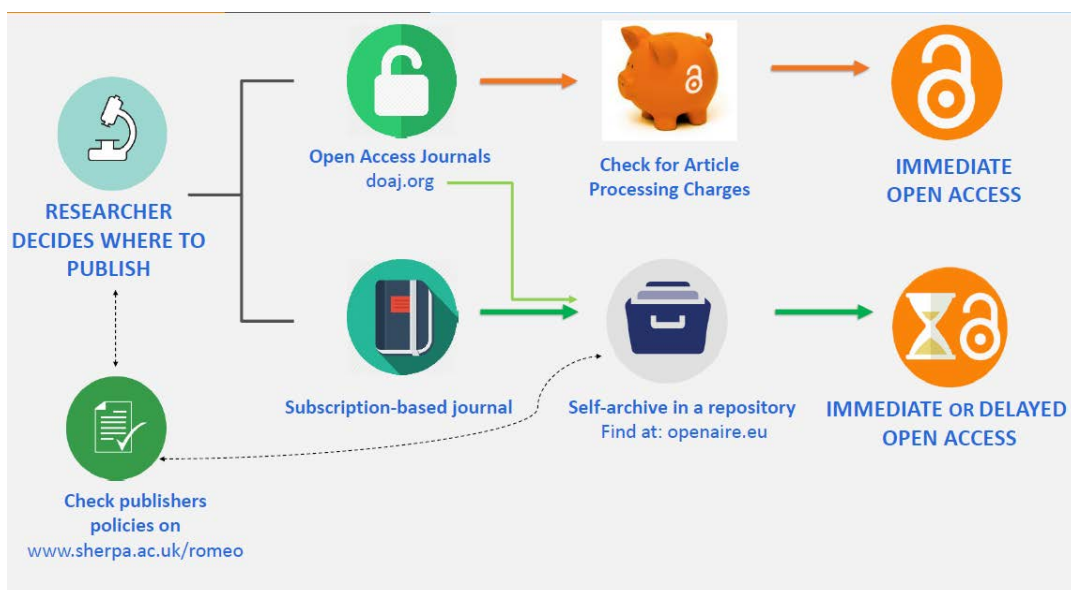 RESEARCHER
DECIDES WHERE TO
PUBLISH
Open Access Journals
doaj.org
Check for Article
Processing Charges
IMMEDIATE
OPEN ACCESS
Subscription-based journal
Self-archive in a repository
Find at: openaire.eu
IMMEDIATE OR DELAYED
OPEN ACCESS
Check publishers
policies on
www.sherpa.ac.uk/romeo